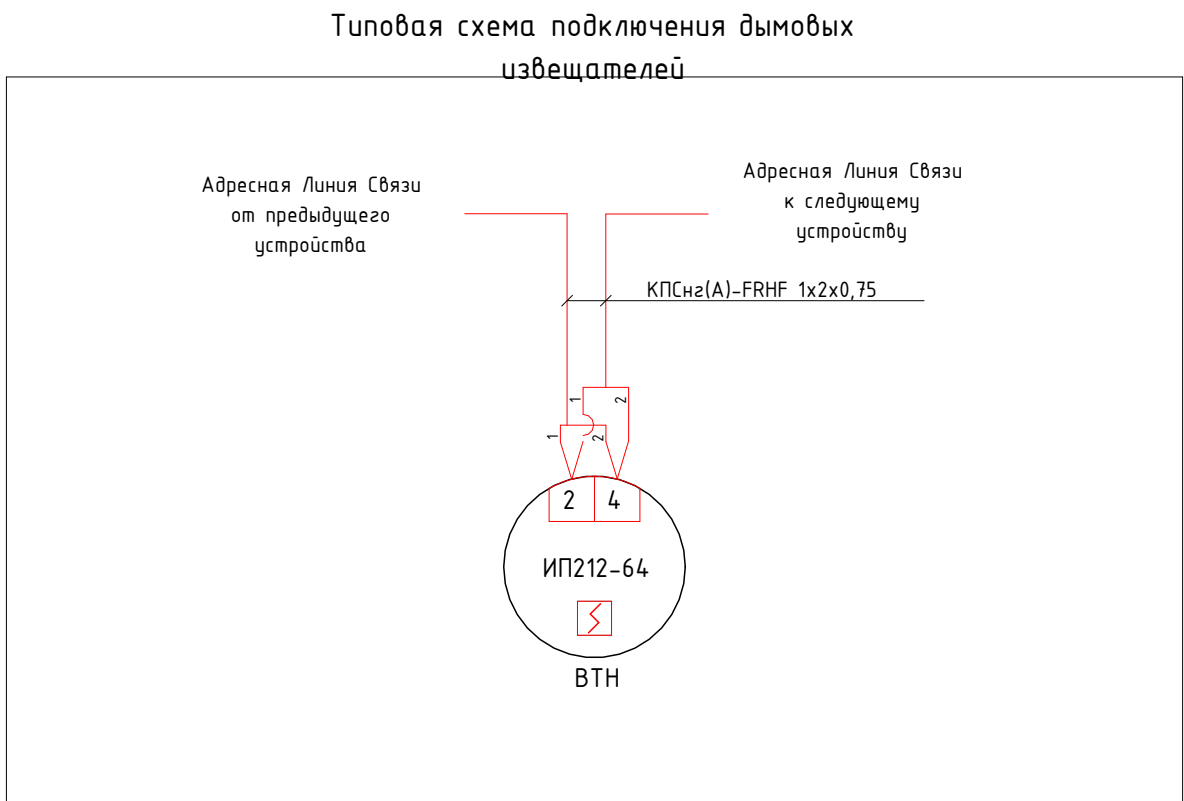 Типовая схема подключения дымовых
извещателей
Адресная Линия Связи
от предыдущего
устройства
Адресная Линия Связи
к следующему
устройству
КПСнг(А)-FRHF 1x2x0,75
1
2
1
2
2
4
ИП212-64
BTH